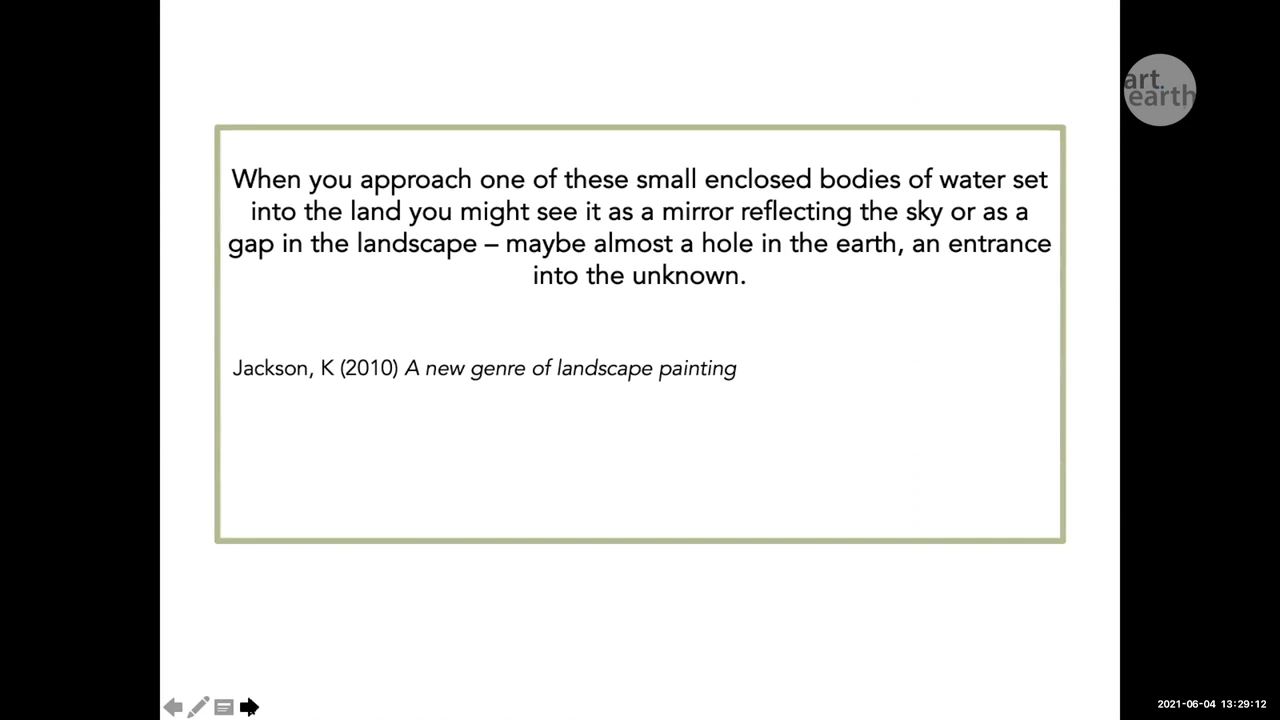 art.
earth
When you approach one of these small enclosed bodies of water set
into the land you might see it as a mirror reflecting the sky or as a
gap in the landscape – maybe almost a hole in the earth, an entrance
into the unknown.
Jackson, K (2010) A new genre of landscape painting
2021-06-04 13:29:12